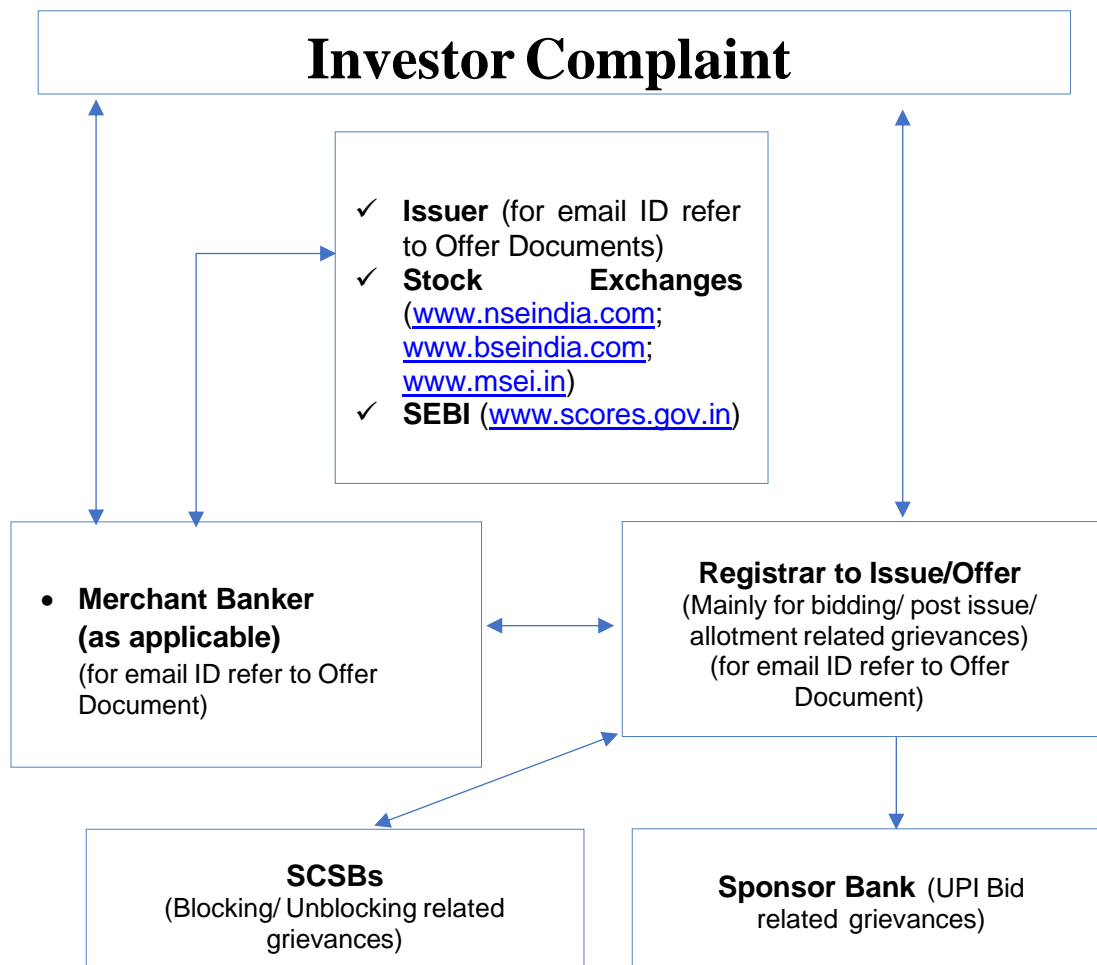 Investor Complaint
✓ Issuer (for email ID refer
to Offer Documents)
✓ Stock Exchanges
(www.nseindia.com;
www.bseindia.com;
www.msei.in)
✓ SEBI (www.scores.gov.in)
• Merchant Banker
(as applicable)
(for email ID refer to Offer
Document)
Registrar to Issue/Offer
(Mainly for bidding/ post issue/
allotment related grievances)
(for email ID refer to Offer
Document)
SCSBs
(Blocking/ Unblocking related
grievances)
Sponsor Bank (UPI Bid
related grievances)